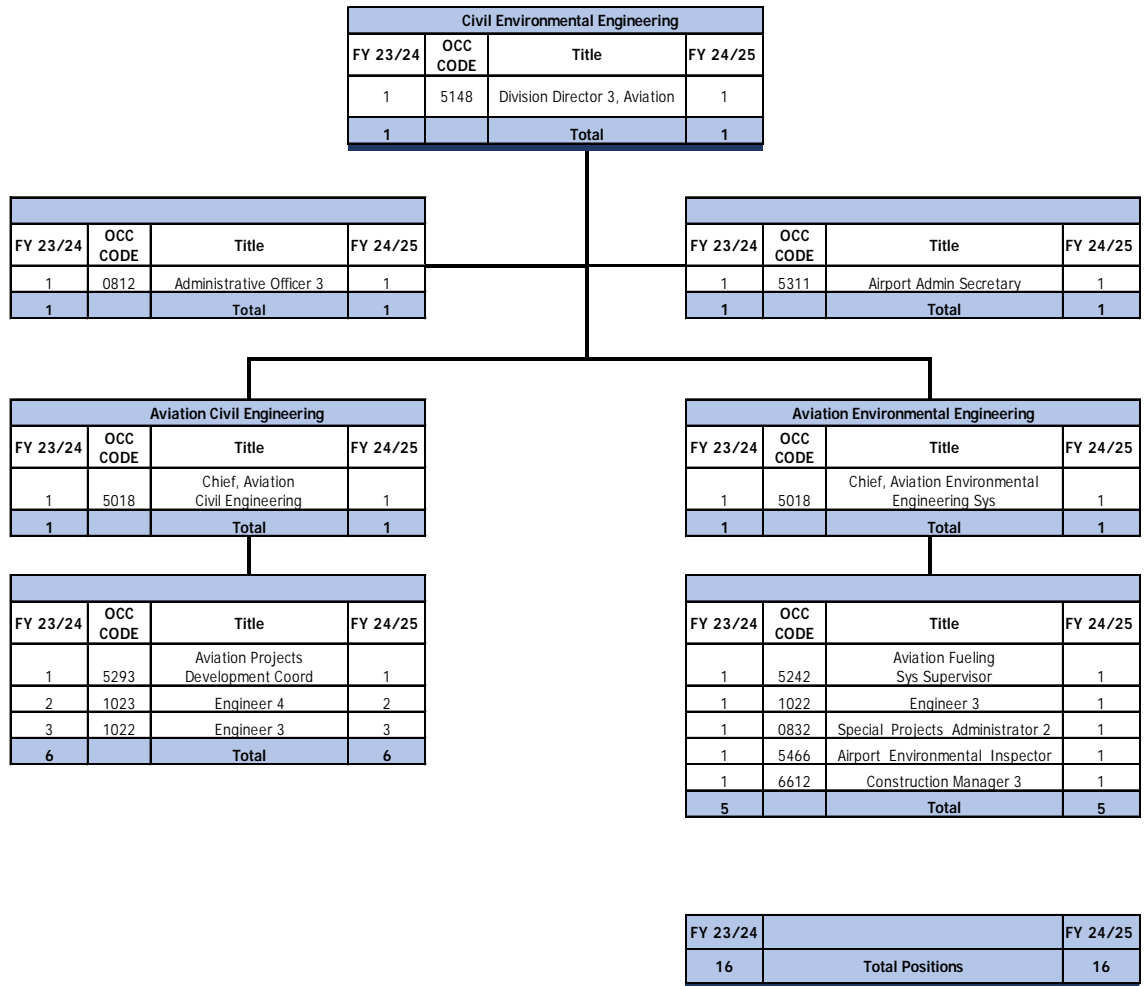 Civil Environmental Engineering
FY 23/24 OCC CODE Title FY 24/25
1 5148 Division Director 3, Aviation 1
1 Total 1
FY 23/24 OCC CODE Title FY 24/25
1 0812 Administrative Officer 3 1
1 Total 1
FY 23/24 OCC CODE Title FY 24/25
1 5311 Airport Admin Secretary 1
1 Total 1
Aviation Civil Engineering
FY 23/24 OCC CODE Title FY 24/25
Chief, Aviation
1 5018 Civil Engineering 1
1 Total 1
FY 23/24 OCC CODE Title FY 24/25
Aviation Projects
1 5293 Development Coord 1
2 1023 Engineer 4 2
3 1022 Engineer 3 3
6 Total 6
Aviation Environmental Engineering
FY 23/24 OCC CODE Title FY 24/25
Chief, Aviation Environmental
1 5018 Engineering Sys 1
1 Total 1
FY 23/24 OCC CODE Title FY 24/25
Aviation Fueling
1 5242 Sys Supervisor 1
1 1022 Engineer 3 1
1 0832 Special Projects Administrator 2 1
1 5466 Airport Environmental Inspector 1
1 6612 Construction Manager 3 1
5 Total 5
FY 23/24 FY 24/25
16 Total Positions 16